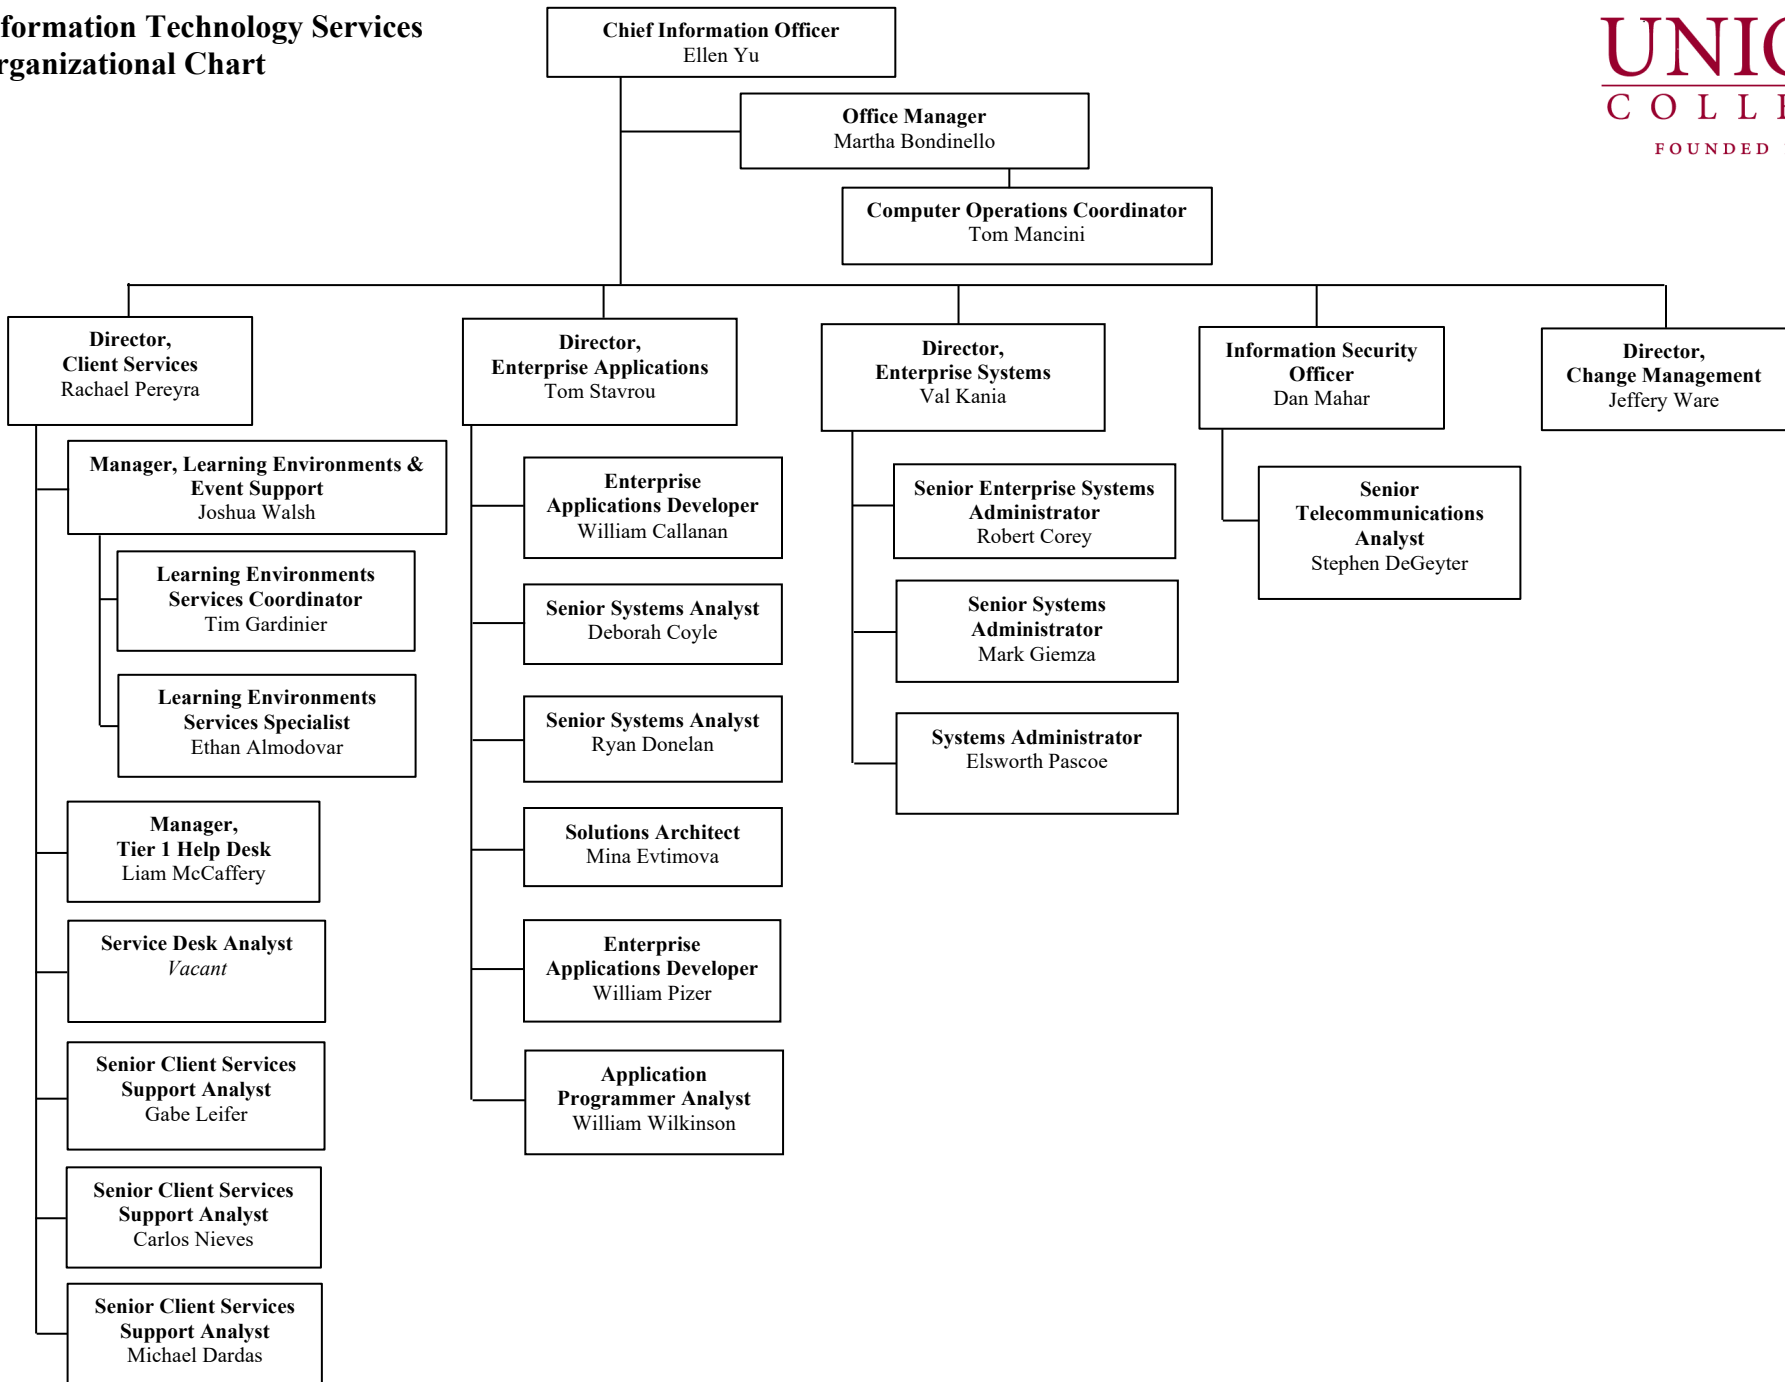 formation Technology Services
rganizational Chart
Chief Information Officer
Ellen Yu
UNIO
COLLE
FOUNDED
Office Manager
Martha Bondinello
Computer Operations Coordinator
Tom Mancini
Director,
Client Services
Rachael Pereyra
Manager, Learning Environments &
Event Support
Joshua Walsh
Learning Environments
Services Coordinator
Tim Gardinier
Learning Environments
Services Specialist
Ethan Almodovar
Manager,
Tier 1 Help Desk
Liam McCaffery
Service Desk Analyst
Vacant
Senior Client Services
Support Analyst
Gabe Leifer
Senior Client Services
Support Analyst
Carlos Nieves
Senior Client Services
Support Analyst
Michael Dardas
Director,
Enterprise Applications
Tom Stavrou
Enterprise
Applications Developer
William Callanan
Senior Systems Analyst
Deborah Coyle
Senior Systems Analyst
Ryan Donelan
Solutions Architect
Mina Evtimova
Enterprise
Applications Developer
William Pizer
Application
Programmer Analyst
William Wilkinson
Director,
Enterprise Systems
Val Kania
Senior Enterprise Systems
Administrator
Robert Corey
Senior Systems
Administrator
Mark Giemza
Systems Administrator
Elsworth Pascoe
Information Security
Officer
Dan Mahar
Senior
Telecommunications
Analyst
Stephen DeGeyter
Director,
Change Management
Jeffery Ware